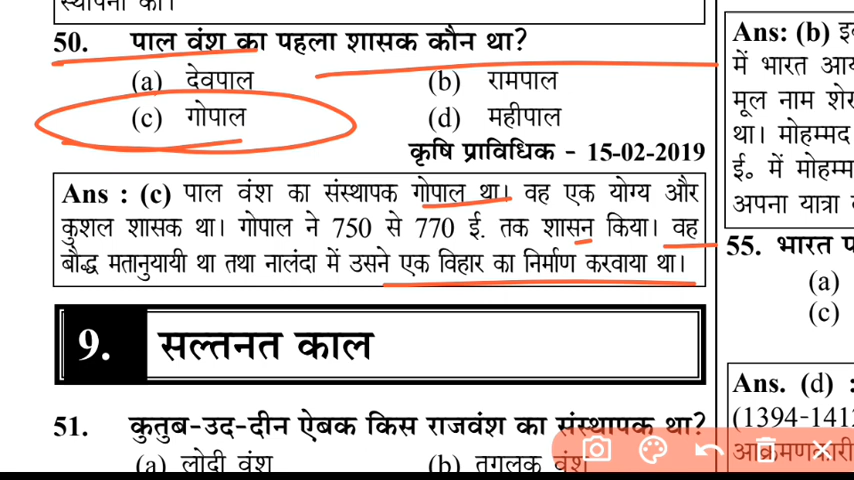 स्थापना की।
50. पाल वंश का पहला शासक कौन था?
(a) देवपाल (b) रामपाल
(c) गोपाल (d) महीपाल
कृषि प्राविधिक - 15-02-2019
Ans : (c) पाल वंश का संस्थापक गोपाल था। वह एक योग्य और
कुशल शासक था। गोपाल ने 750 से 770 ई. तक शासन किया। वह
बौद्ध मतानुयायी था तथा नालंदा में उसने एक विहार का निर्माण करवाया था।
9. सल्तनत काल
51. कुतुब-उद-दीन ऐबक किस राजवंश का संस्थापक था?
(a) लोदी वंश (b) तुगलक वंश
Ans: (b)
में भारत
मूल नाम
था। मोहम्मद
ई. में
अपना यात्रा
55. भारत
(a)
(c)
Ans. (d) :
(1394-141
आक्रमणकारी